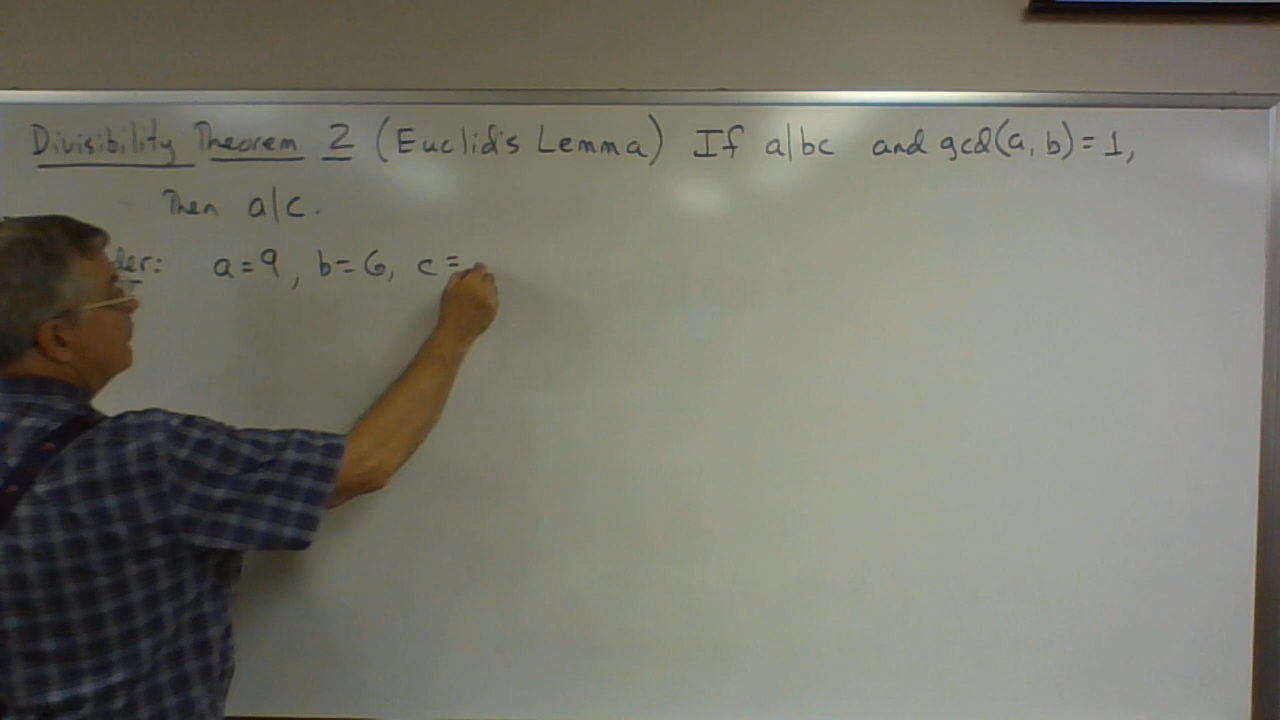 Divisibility Theorem 2 (Euclid's Lemma) If a|bc and gcd(a, b) = 1,
Then a|c.
a = 9, b = 6, c =